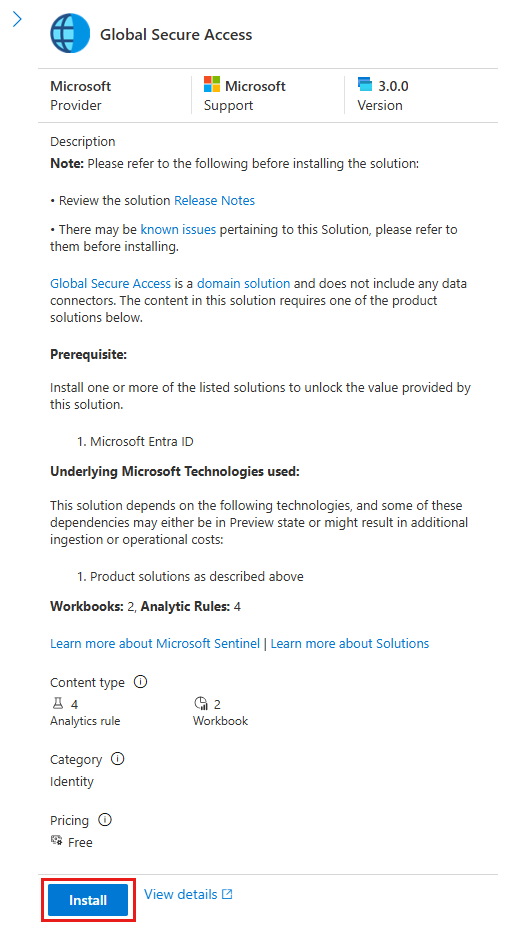 Global Secure Access
Microsoft
Provider
Microsoft
Support
3.0.0
Version
Description
Note: Please refer to the following before installing the solution:
• Review the solution Release Notes
• There may be known issues pertaining to this Solution, please refer to
them before installing.
Global Secure Access is a domain solution and does not include any data
connectors. The content in this solution requires one of the product
solutions below.
Prerequisite:
Install one or more of the listed solutions to unlock the value provided by
this solution.
1. Microsoft Entra ID
Underlying Microsoft Technologies used:
This solution depends on the following technologies, and some of these
dependencies may either be in Preview state or might result in additional
ingestion or operational costs:
1. Product solutions as described above
Workbooks: 2, Analytic Rules: 4
Learn more about Microsoft Sentinel | Learn more about Solutions
Content type
4
Analytics rule
2
Workbook
Category
Identity
Pricing
Free
Install
View details